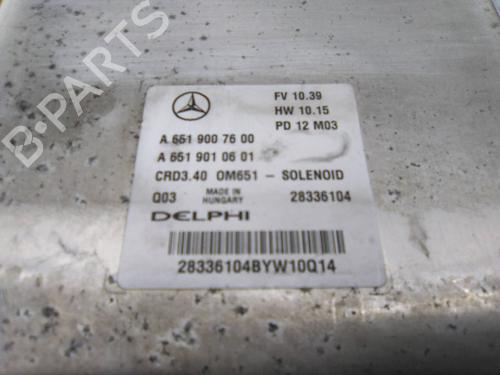 B-PARTS
FV 10.39
HW 10.15
PD 12 M03
A 651 900 76 00
A 651 901 06 01
CRD3.40 OM651 - SOLENOID
Q03 MADE IN HUNGARY 28336104
DELPHI
28336104BYW10Q14